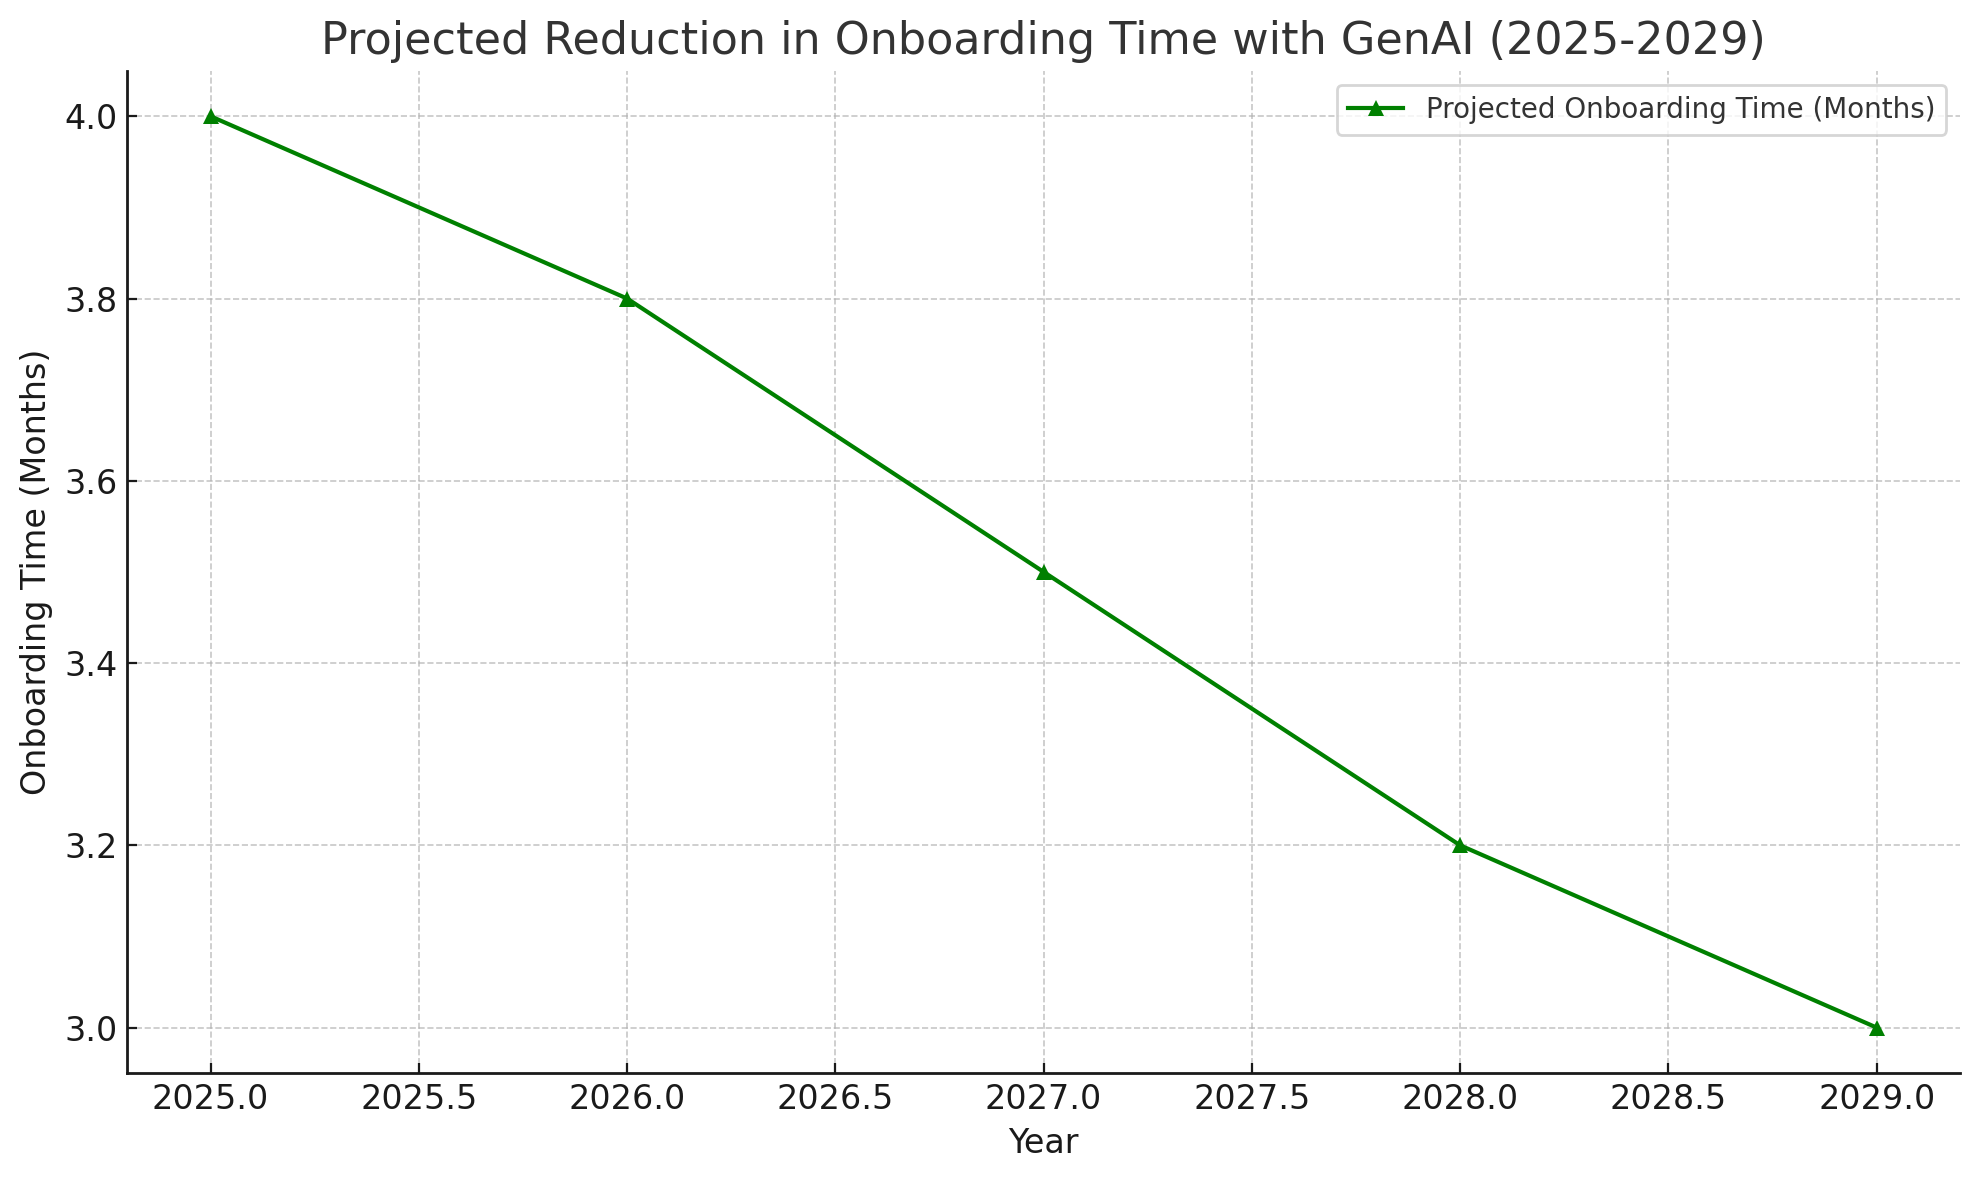 Projected Reduction in Onboarding Time with GenAI (2025-2029)
Projected Onboarding Time (Months)
Onboarding Time (Months)
4.0
3.8
3.6
3.4
3.2
3.0
2025.0 2025.5 2026.0 2026.5 2027.0 2027.5 2028.0 2028.5 2029.0
Year